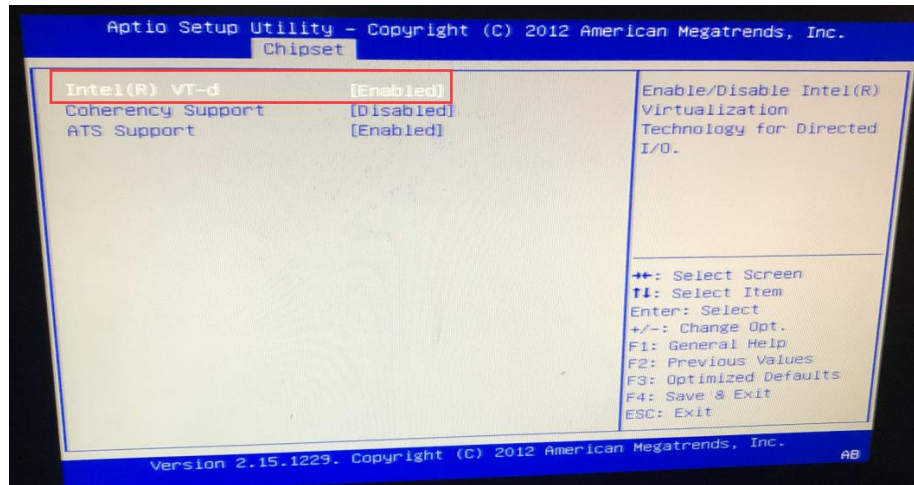 Aptio Setup Utility - Copyright (C) 2012 American Megatrends, Inc.
Chipset
Intel(R) VT-d [Enabled]
Coherency Support [Disabled]
ATS Support [Enabled]
Enable/Disable Intel(R)
Virtualization
Technology for Directed
I/O.
→←: Select Screen
↑↓: Select Item
Enter: Select
+/-: Change Opt.
F1: General Help
F2: Previous Values
F3: Optimized Defaults
F4: Save & Exit
ESC: Exit
Version 2.15.1229. Copyright (C) 2012 American Megatrends, Inc.
AB